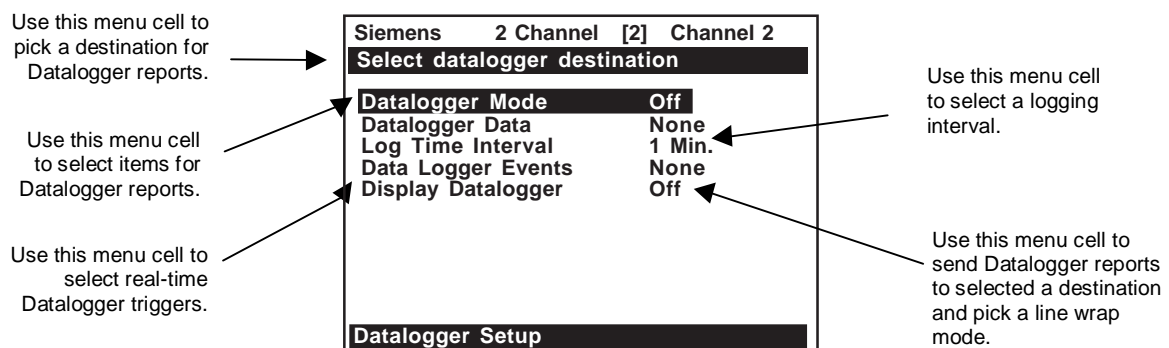 Use this menu cell to
pick a destination for
Datalogger reports.
Use this menu cell
to select items for
Datalogger reports.
Use this menu cell to
select real-time
Datalogger triggers.
Siemens 2 Channel [2] Channel 2
Select datalogger destination
Datalogger Mode Off
Datalogger Data None
Log Time Interval 1 Min.
Data Logger Events None
Display Datalogger Off
Datalogger Setup
Use this menu cell
to select a logging
interval.
Use this menu cell to
send Datalogger reports
to selected a destination
and pick a line wrap
mode.